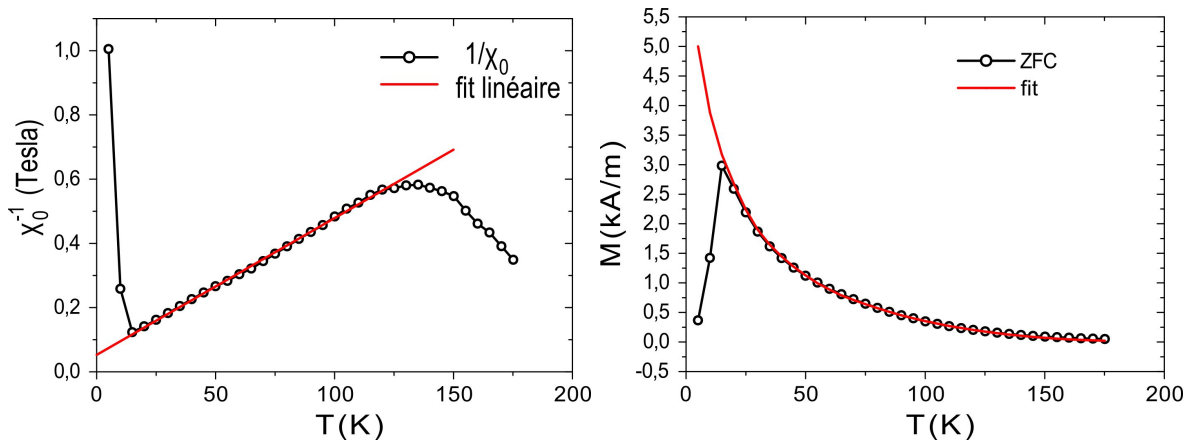 1,0
0,8
0,6
0,4
0,2
0,0
χ₀⁻¹ (Tesla)
1/χ₀
fit linéaire
0 50 100 150 200
T(K)
5,5
5,0
4,5
4,0
3,5
3,0
2,5
2,0
1,5
1,0
0,5
0,0
-0,5
M(kA/m)
ZFC
fit
0 50 100 150 200
T(K)